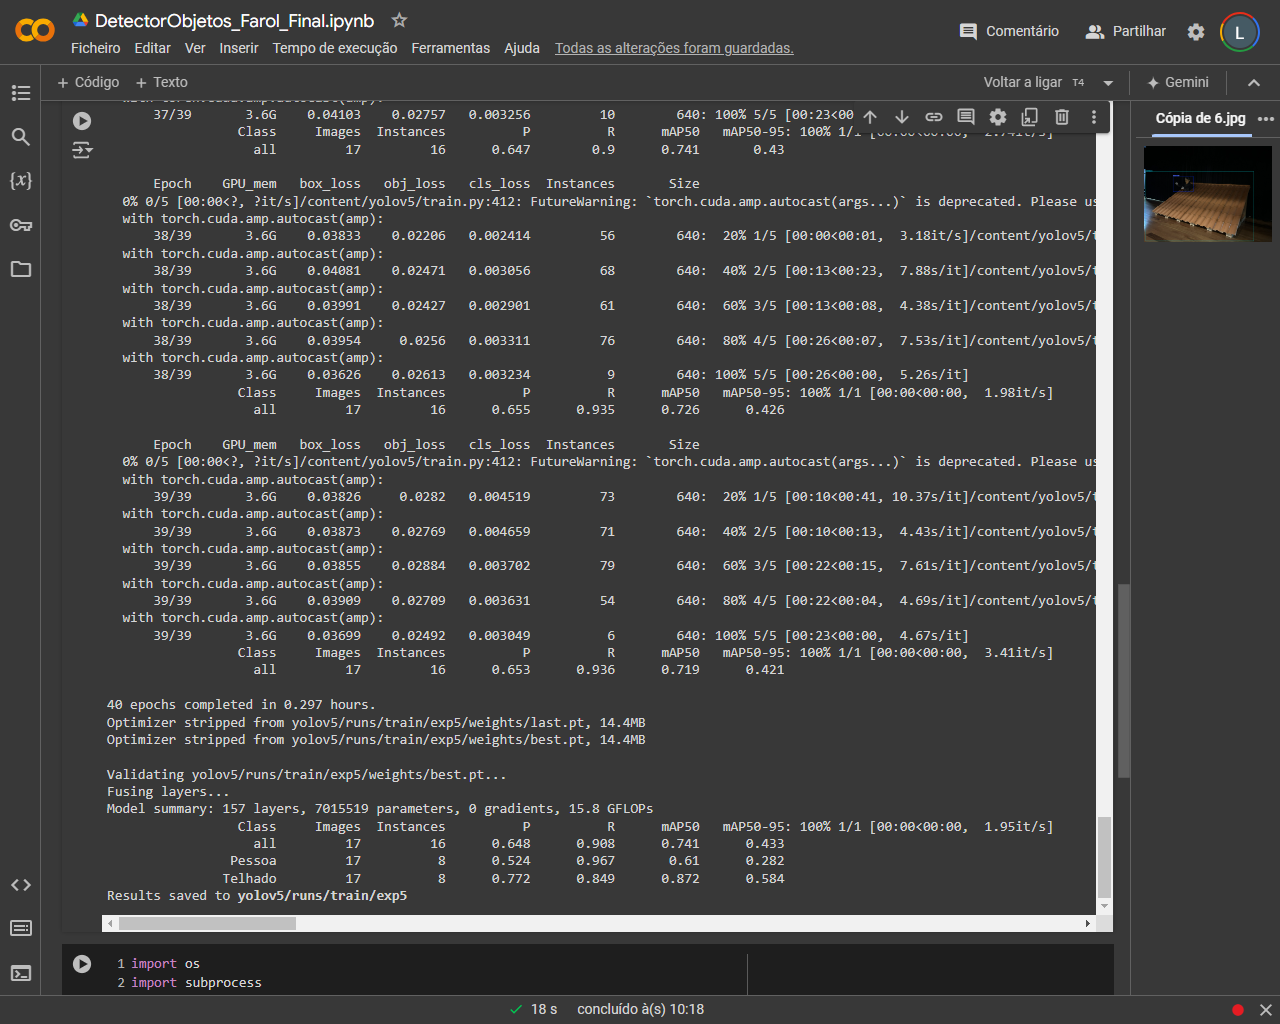 DetectorObjetos_Farol_Final.ipynb
Ficheiro Editar Ver Inserir Tempo de execução Ferramentas Ajuda Todas as alterações foram guardadas.
Comentário Partilhar L
+ Código + Texto
Voltar a ligar T4 Gemini
Cópia de 6.jpg
37/39 3.6G 0.04103 0.02757 0.003256 10 640: 100% 5/5 [00:23<00
Class Images Instances P R mAP50 mAP50-95: 100% 1/1 [00:00<00:00, 2.74it/s]
all 17 16 0.647 0.9 0.741 0.43
Epoch GPU_mem box_loss obj_loss cls_loss Instances Size
0% 0/5 [00:00<?, ?it/s]/content/yolov5/train.py:412: FutureWarning: `torch.cuda.amp.autocast(args...)` is deprecated. Please us
with torch.cuda.amp.autocast(amp):
38/39 3.6G 0.03833 0.02206 0.002414 56 640: 20% 1/5 [00:00<00:01, 3.18it/s]/content/yolov5/t
with torch.cuda.amp.autocast(amp):
38/39 3.6G 0.04081 0.02471 0.003056 68 640: 40% 2/5 [00:13<00:23, 7.88s/it]/content/yolov5/t
with torch.cuda.amp.autocast(amp):
38/39 3.6G 0.03991 0.02427 0.002901 61 640: 60% 3/5 [00:13<00:08, 4.38s/it]/content/yolov5/t
with torch.cuda.amp.autocast(amp):
38/39 3.6G 0.03954 0.0256 0.003311 76 640: 80% 4/5 [00:26<00:07, 7.53s/it]/content/yolov5/t
with torch.cuda.amp.autocast(amp):
38/39 3.6G 0.03626 0.02613 0.003234 9 640: 100% 5/5 [00:26<00:00, 5.26s/it]
Class Images Instances P R mAP50 mAP50-95: 100% 1/1 [00:00<00:00, 1.98it/s]
all 17 16 0.655 0.935 0.726 0.426
Epoch GPU_mem box_loss obj_loss cls_loss Instances Size
0% 0/5 [00:00<?, ?it/s]/content/yolov5/train.py:412: FutureWarning: `torch.cuda.amp.autocast(args...)` is deprecated. Please us
with torch.cuda.amp.autocast(amp):
39/39 3.6G 0.03826 0.0282 0.004519 73 640: 20% 1/5 [00:10<00:41, 10.37s/it]/content/yolov5/t
with torch.cuda.amp.autocast(amp):
39/39 3.6G 0.03873 0.02769 0.004659 71 640: 40% 2/5 [00:10<00:13, 4.43s/it]/content/yolov5/t
with torch.cuda.amp.autocast(amp):
39/39 3.6G 0.03855 0.02884 0.003702 79 640: 60% 3/5 [00:22<00:15, 7.61s/it]/content/yolov5/t
with torch.cuda.amp.autocast(amp):
39/39 3.6G 0.03909 0.02709 0.003631 54 640: 80% 4/5 [00:22<00:04, 4.69s/it]/content/yolov5/t
with torch.cuda.amp.autocast(amp):
39/39 3.6G 0.03699 0.02492 0.003049 6 640: 100% 5/5 [00:23<00:00, 4.67s/it]
Class Images Instances P R mAP50 mAP50-95: 100% 1/1 [00:00<00:00, 3.41it/s]
all 17 16 0.653 0.936 0.719 0.421
40 epochs completed in 0.297 hours.
Optimizer stripped from yolov5/runs/train/exp5/weights/last.pt, 14.4MB
Optimizer stripped from yolov5/runs/train/exp5/weights/best.pt, 14.4MB
Validating yolov5/runs/train/exp5/weights/best.pt...
Fusing layers...
Model summary: 157 layers, 7015519 parameters, 0 gradients, 15.8 GFLOPs
Class Images Instances P R mAP50 mAP50-95: 100% 1/1 [00:00<00:00, 1.95it/s]
all 17 16 0.648 0.908 0.741 0.433
Pessoa 17 8 0.524 0.967 0.61 0.282
Telhado 17 8 0.772 0.849 0.872 0.584
Results saved to yolov5/runs/train/exp5
1 import os
2 import subprocess
18 s concluído à(s) 10:18